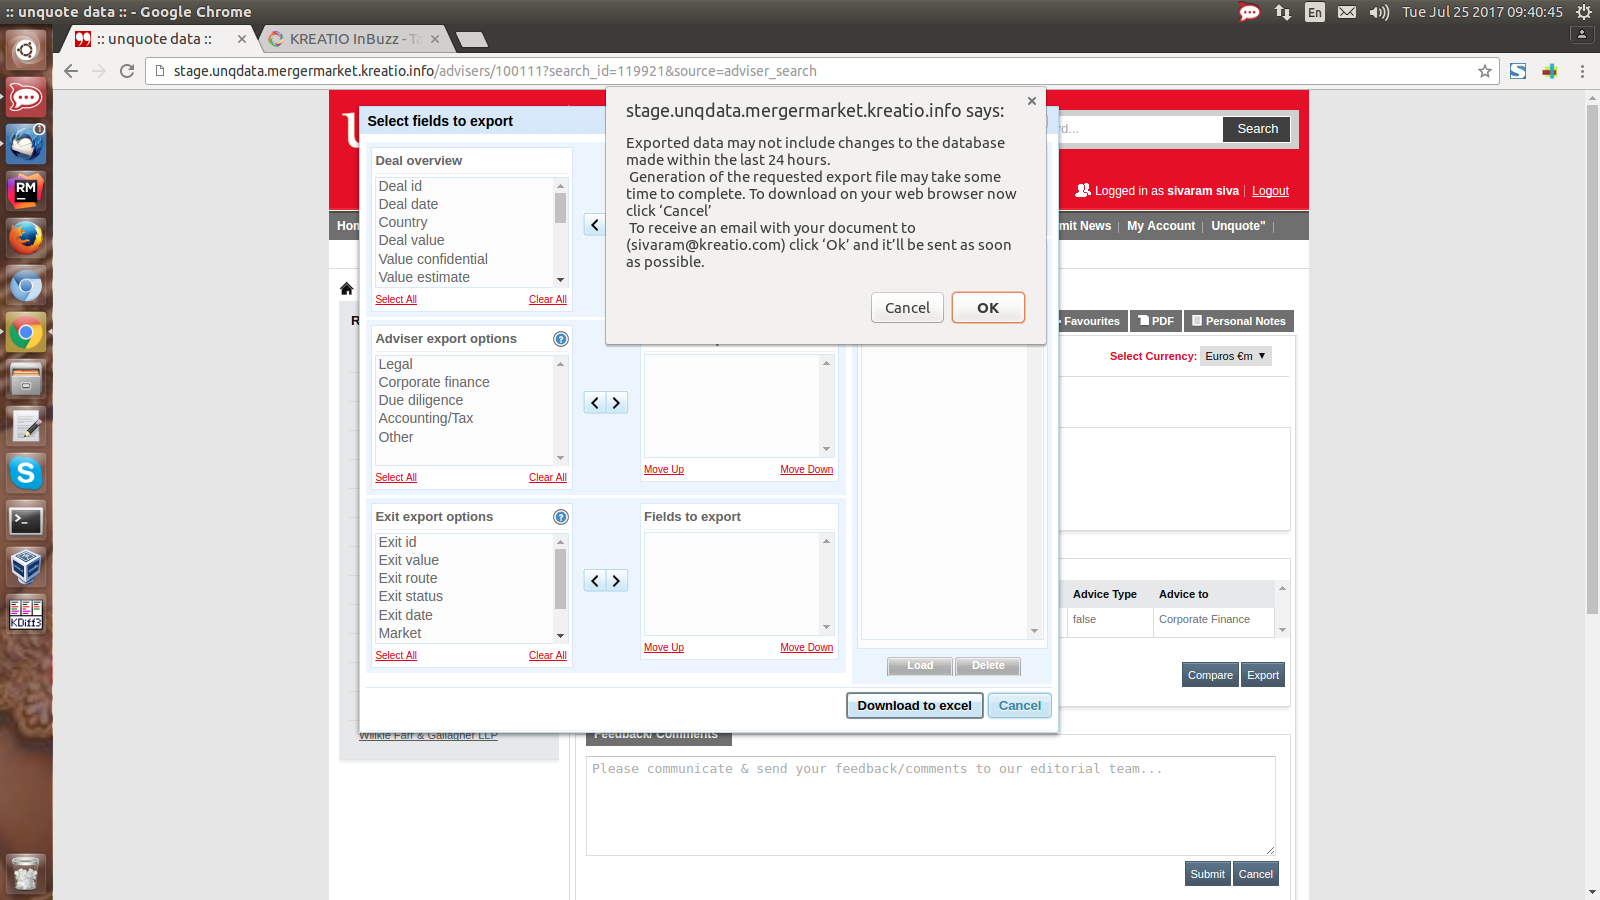 :: unquote data :: - Google Chrome
En
Tue Jul 25 2017 09:40:45
:: unquote data ::
KREATIO InBuzz - Ta
stage.unqdata.mergermarket.kreatio.info/advisers/100111?search_id=119921&source=adviser_search
Select fields to export
stage.unqdata.mergermarket.kreatio.info says:
Exported data may not include changes to the database
made within the last 24 hours.
Generation of the requested export file may take some
time to complete. To download on your web browser now
click ‘Cancel’
To receive an email with your document to
(sivaram@kreatio.com) click ‘Ok’ and it’ll be sent as soon
as possible.
Cancel
OK
Search
Logged in as sivaram siva
Logout
mit News
My Account
Unquote"
Favourites
PDF
Personal Notes
Select Currency:
Euros €m
Deal overview
Deal id
Deal date
Country
Deal value
Value confidential
Value estimate
Select All
Clear All
Adviser export options
Legal
Corporate finance
Due diligence
Accounting/Tax
Other
Select All
Clear All
Move Up
Move Down
Exit export options
Exit id
Exit value
Exit route
Exit status
Exit date
Market
Select All
Clear All
Fields to export
Move Up
Move Down
Load
Delete
Download to excel
Cancel
Advice Type
Advice to
false
Corporate Finance
Compare
Export
Willkie Farr & Gallagher LLP
Feedback/ Comments
Please communicate & send your feedback/comments to our editorial team...
Submit
Cancel
RM
1
KDiff3